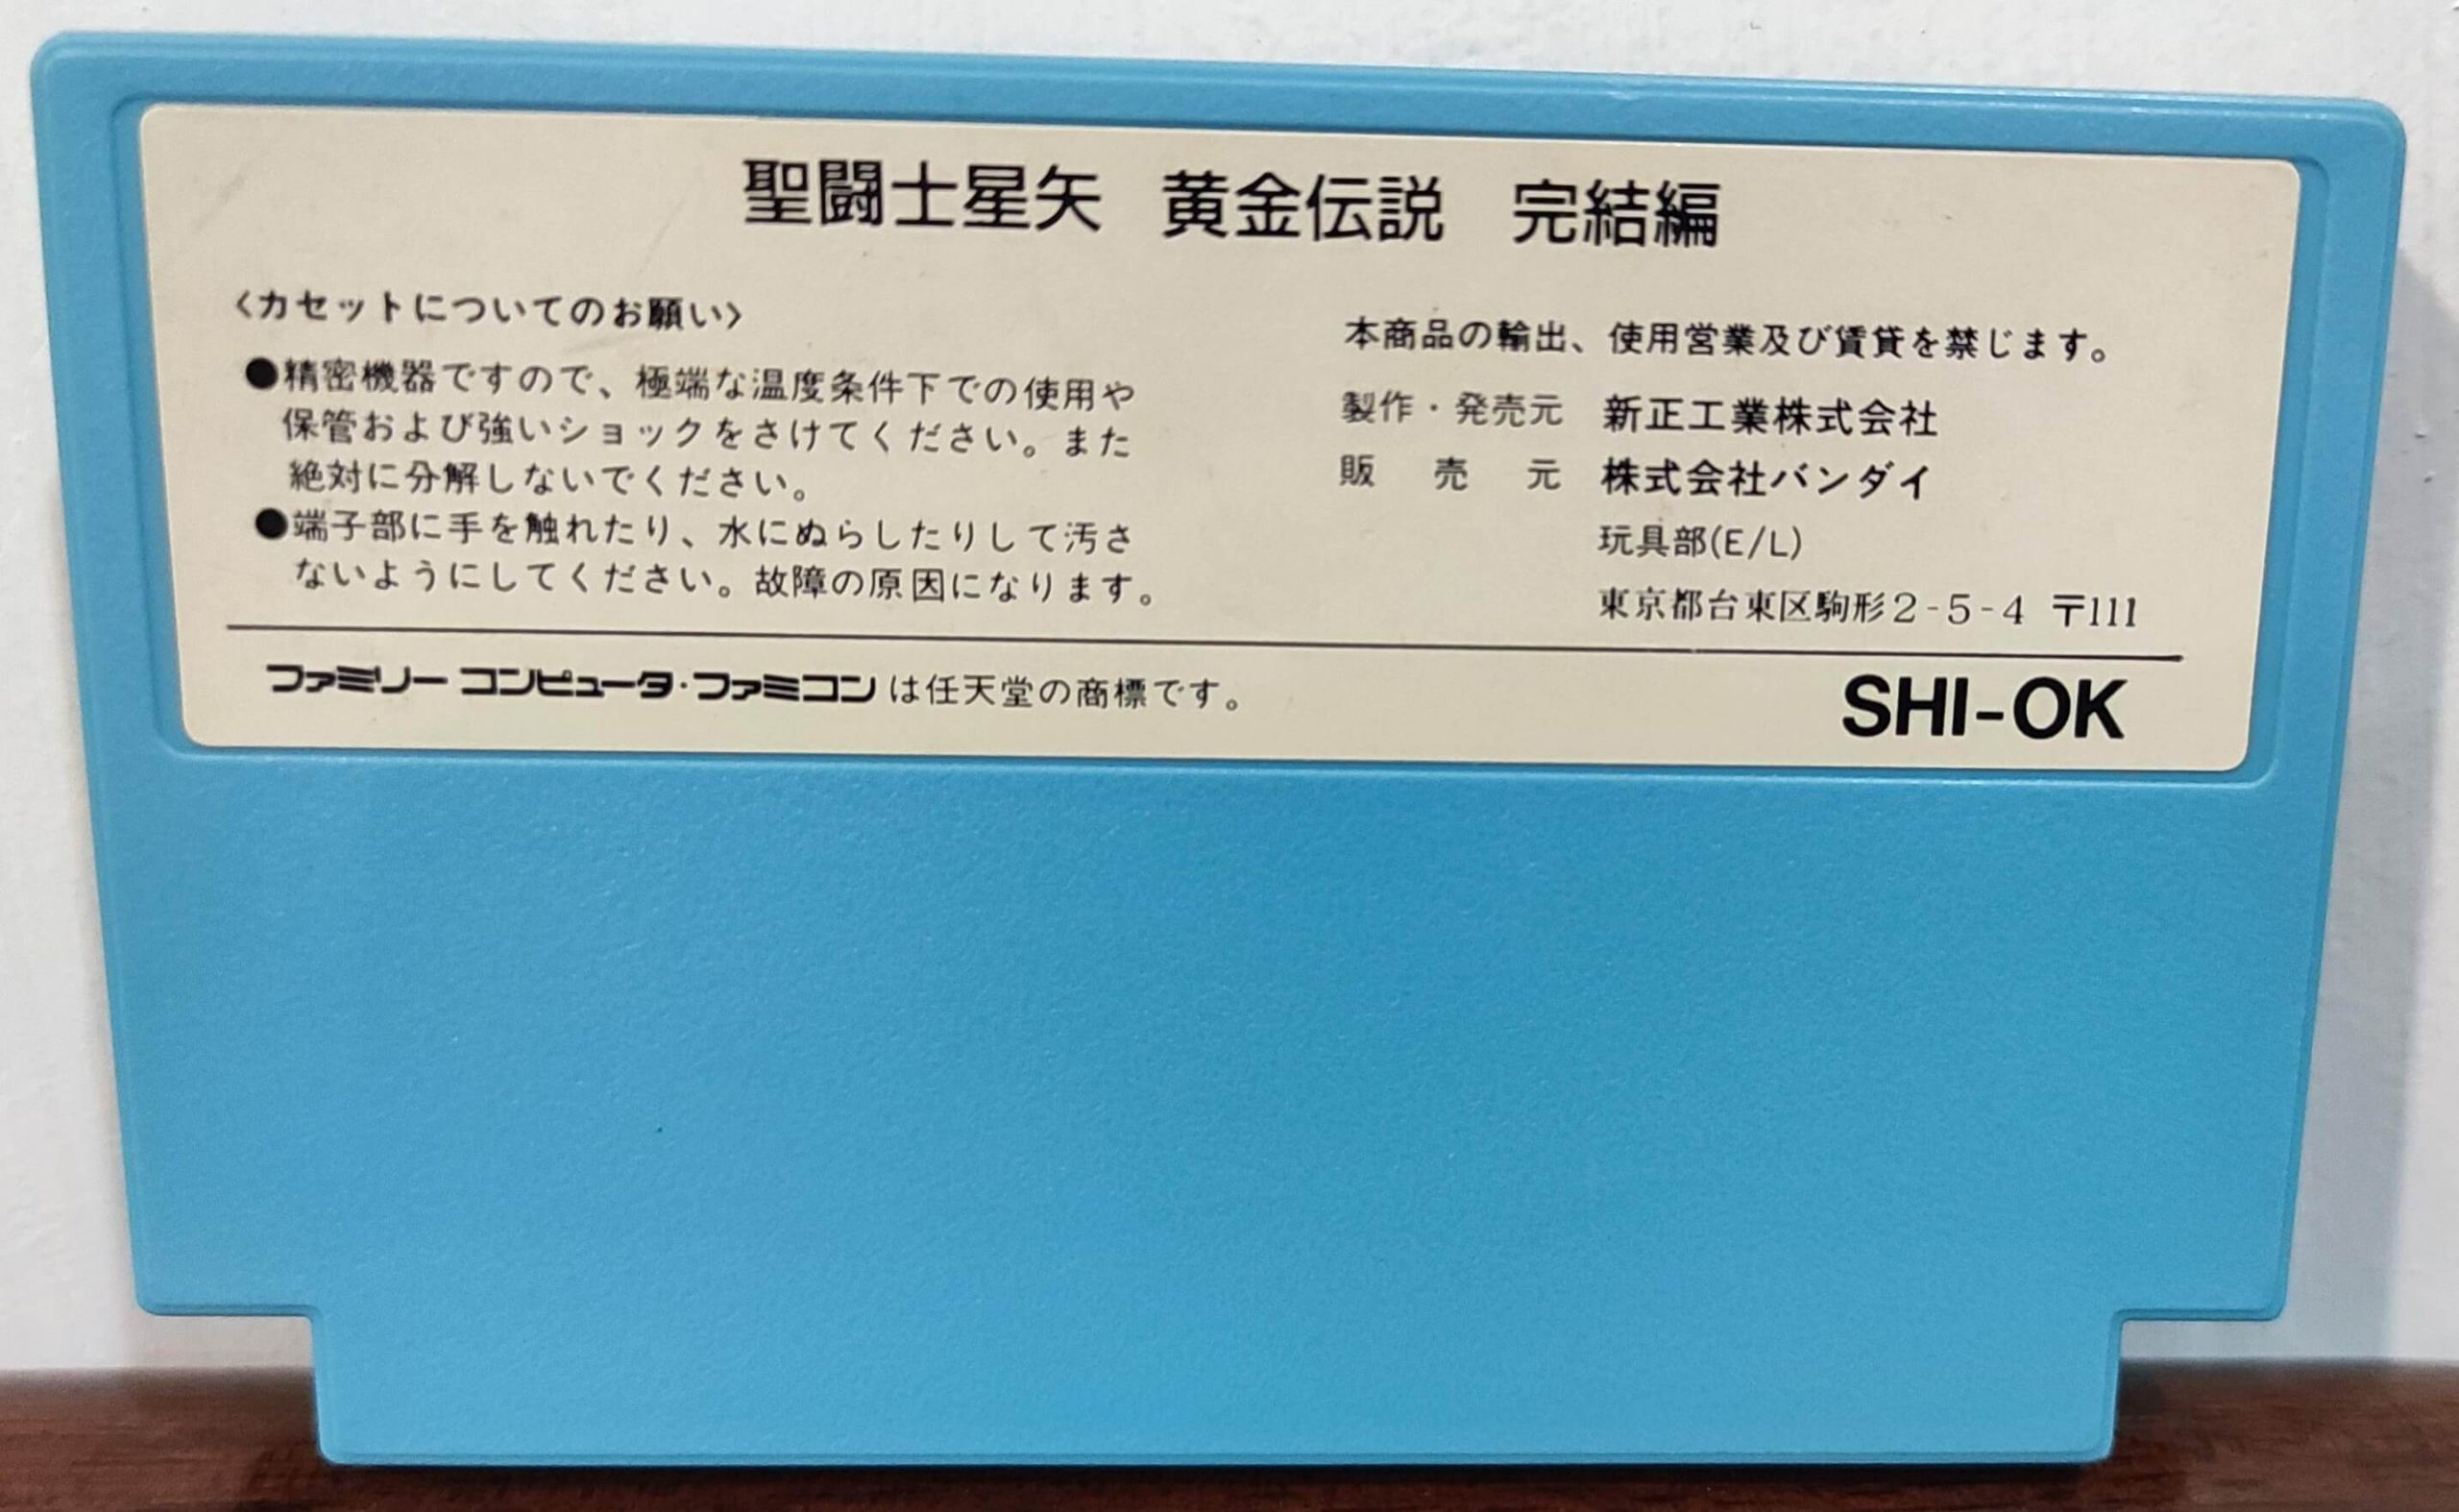 聖闘士星矢 黄金伝説 完結編
〈カセットについてのお願い〉
●精密機器ですので、極端な温度条件下での使用や
保管および強いショックをさけてください。また
絶対に分解しないでください。
●端子部に手を触れたり、水にぬらしたりして汚さ
ないようにしてください。故障の原因になります。
本商品の輸出、使用営業及び賃貸を禁じます。
製作・発売元 新正工業株式会社
販売元 株式会社バンダイ
玩具部(E/L)
東京都台東区駒形2-5-4 〒111
ファミリーコンピュータ・ファミコンは任天堂の商標です。
SHI-OK